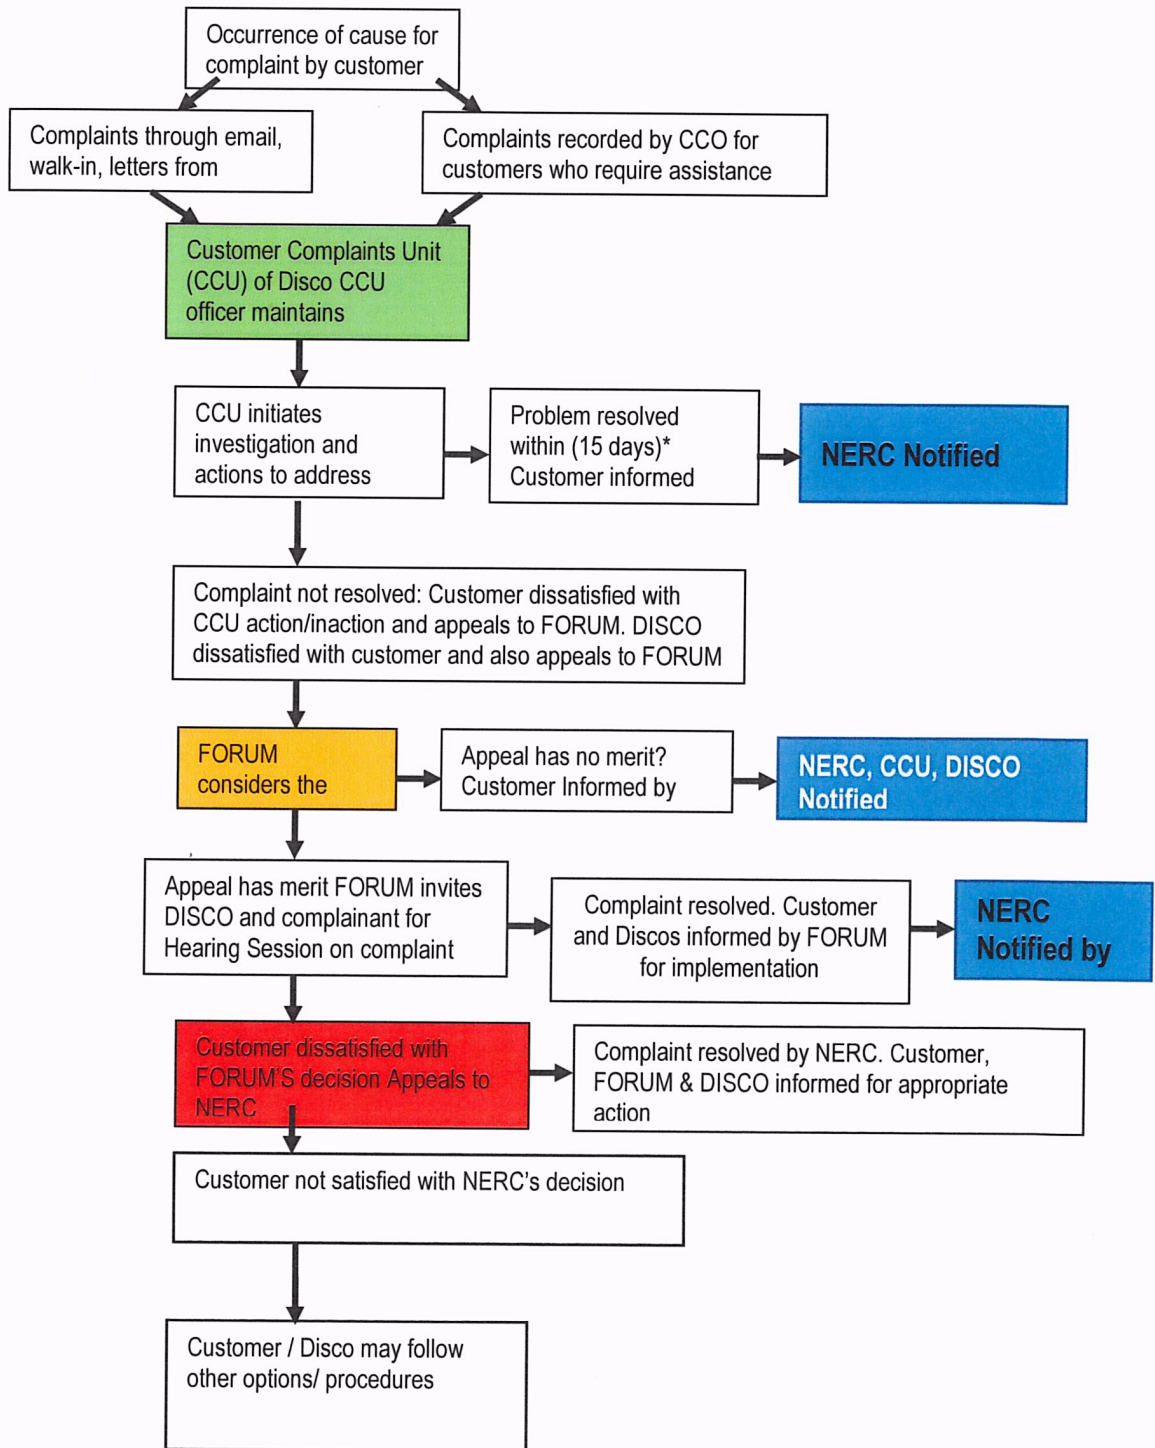 Occurrence of cause for
complaint by customer
Complaints through email,
walk-in, letters from
Complaints recorded by CCO for
customers who require assistance
Customer Complaints Unit
(CCU) of Disco CCU
officer maintains
CCU initiates
investigation and
actions to address
Problem resolved
within (15 days)*
Customer informed
NERC Notified
Complaint not resolved: Customer dissatisfied with
CCU action/inaction and appeals to FORUM. DISCO
dissatisfied with customer and also appeals to FORUM
FORUM
considers the
Appeal has no merit?
Customer Informed by
NERC, CCU, DISCO
Notified
Appeal has merit FORUM invites
DISCO and complainant for
Hearing Session on complaint
Complaint resolved. Customer
and Discos informed by FORUM
for implementation
NERC
Notified by
Customer dissatisfied with
FORUM'S decision Appeals to
NERC
Complaint resolved by NERC. Customer,
FORUM & DISCO informed for appropriate
action
Customer not satisfied with NERC's decision
Customer / Disco may follow
other options/ procedures